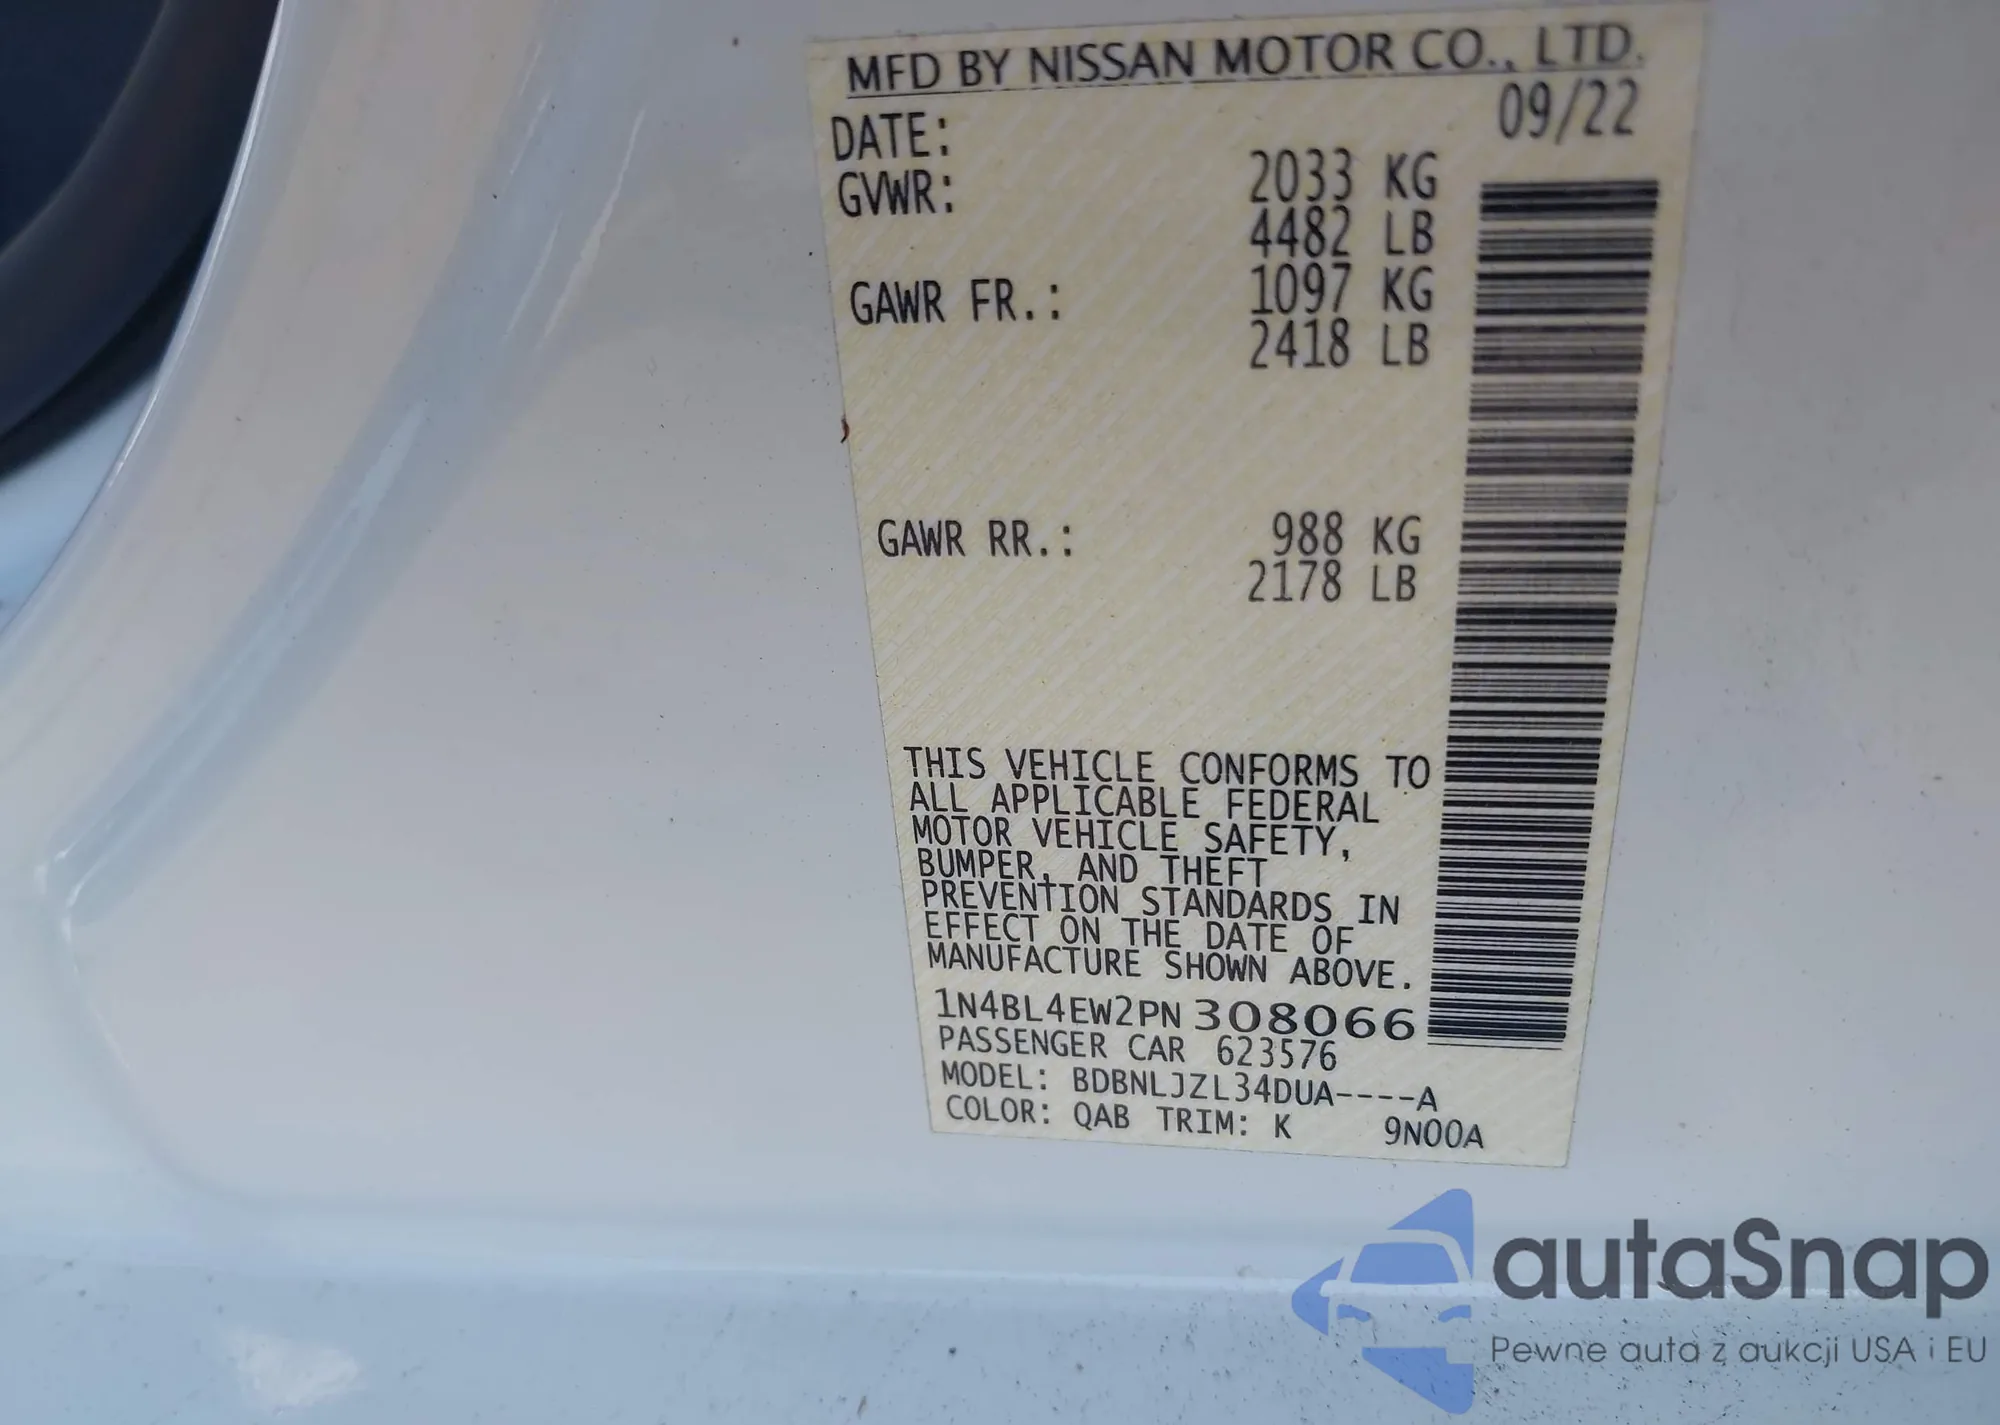 MFD BY NISSAN MOTOR CO., LTD.
DATE: 09/22
GVWR: 2033 KG
4482 LB
GAWR FR.: 1097 KG
2418 LB
GAWR RR.: 988 KG
2178 LB
THIS VEHICLE CONFORMS TO
ALL APPLICABLE FEDERAL
MOTOR VEHICLE SAFETY,
BUMPER, AND THEFT
PREVENTION STANDARDS IN
EFFECT ON THE DATE OF
MANUFACTURE SHOWN ABOVE.
1N4BL4EW2PN308066
PASSENGER CAR 623576
MODEL: BDBNLJZL34DUA----A
COLOR: QAB TRIM: K 9N00A
autaSnap
Pewne auta z aukcji USA i EU